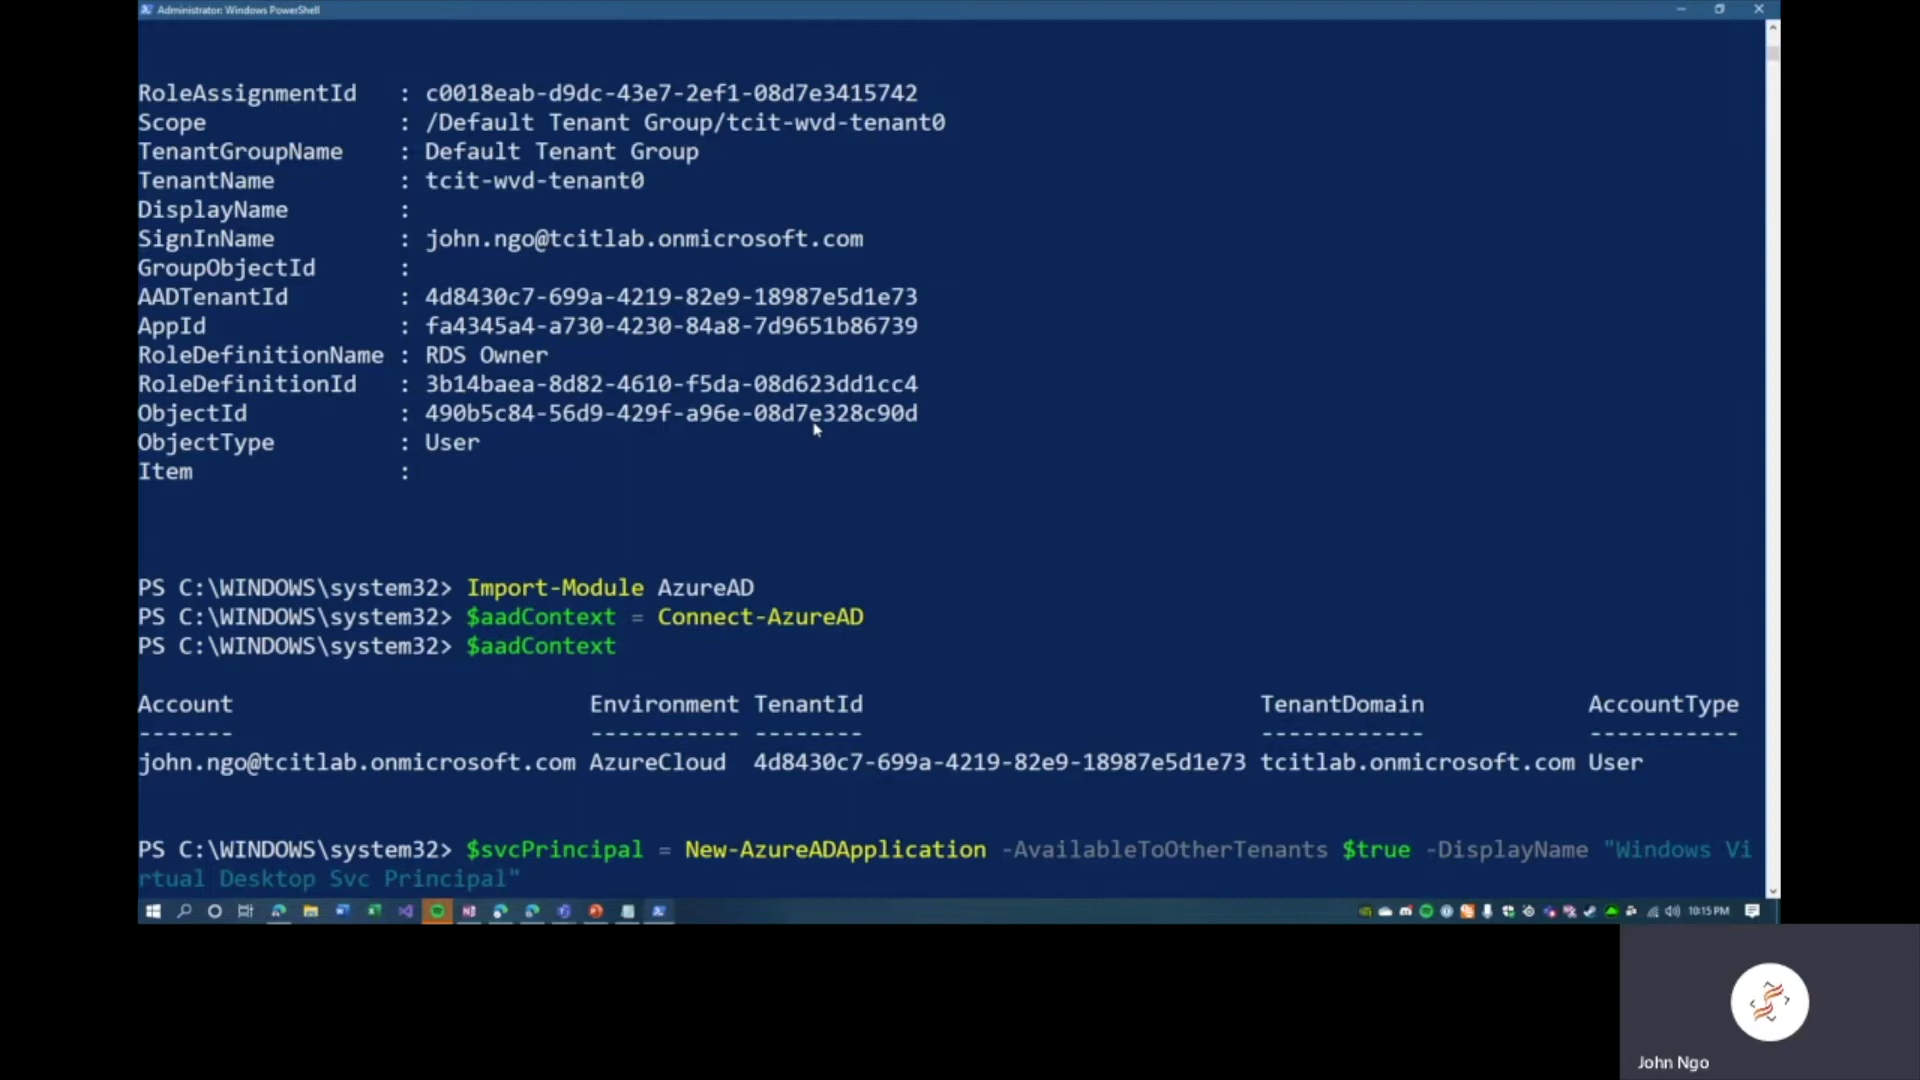 Administrator: Windows PowerShell
RoleAssignmentId : c0018eab-d9dc-43e7-2ef1-08d7e3415742
Scope : /Default Tenant Group/tcit-wvd-tenant0
TenantGroupName : Default Tenant Group
TenantName : tcit-wvd-tenant0
DisplayName :
SignInName : john.ngo@tcitlab.onmicrosoft.com
GroupObjectId :
AADTenantId : 4d8430c7-699a-4219-82e9-18987e5d1e73
AppId : fa4345a4-a730-4230-84a8-7d9651b86739
RoleDefinitionName : RDS Owner
RoleDefinitionId : 3b14baea-8d82-4610-f5da-08d623dd1cc4
ObjectId : 490b5c84-56d9-429f-a96e-08d7e328c90d
ObjectType : User
Item :
PS C:\WINDOWS\system32> Import-Module AzureAD
PS C:\WINDOWS\system32> $aadContext = Connect-AzureAD
PS C:\WINDOWS\system32> $aadContext
Account Environment TenantId TenantDomain AccountType
------- ----------- -------- ------------ -----------
john.ngo@tcitlab.onmicrosoft.com AzureCloud 4d8430c7-699a-4219-82e9-18987e5d1e73 tcitlab.onmicrosoft.com User
PS C:\WINDOWS\system32> $svcPrincipal = New-AzureADApplication -AvailableToOtherTenants $true -DisplayName "Windows Vi
rtual Desktop Svc Principal"
10:15 PM
John Ngo